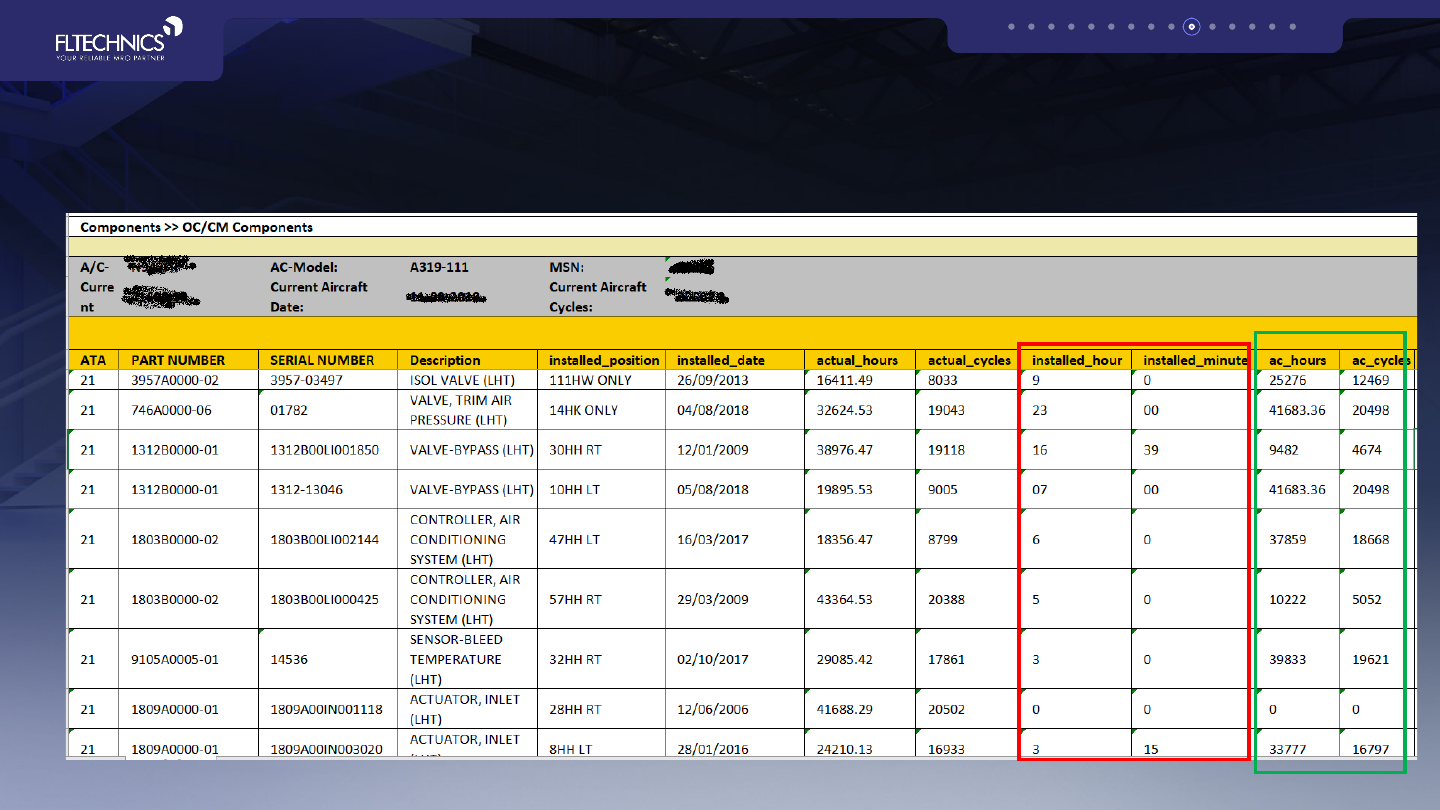 FLTECHNICS
YOUR RELIABLE MRO PARTNER
Components >> OC/CM Components
A/C- AC-Model: A319-111 MSN:
Curre Current Aircraft Current Aircraft
nt Date: Cycles:
ATA PART NUMBER SERIAL NUMBER Description installed_position installed_date actual_hours actual_cycles installed_hour installed_minute ac_hours ac_cycles
21 3957A0000-02 3957-03497 ISOL VALVE (LHT) 111HW ONLY 26/09/2013 16411.49 8033 9 0 25276 12469
21 746A0000-06 01782 VALVE, TRIM AIR PRESSURE (LHT) 14HK ONLY 04/08/2018 32624.53 19043 23 00 41683.36 20498
21 1312B0000-01 1312B00LI001850 VALVE-BYPASS (LHT) 30HH RT 12/01/2009 38976.47 19118 16 39 9482 4674
21 1312B0000-01 1312-13046 VALVE-BYPASS (LHT) 10HH LT 05/08/2018 19895.53 9005 07 00 41683.36 20498
21 1803B0000-02 1803B00LI002144 CONTROLLER, AIR CONDITIONING SYSTEM (LHT) 47HH LT 16/03/2017 18356.47 8799 6 0 37859 18668
21 1803B0000-02 1803B00LI000425 CONTROLLER, AIR CONDITIONING SYSTEM (LHT) 57HH RT 29/03/2009 43364.53 20388 5 0 10222 5052
21 9105A0005-01 14536 SENSOR-BLEED TEMPERATURE (LHT) 32HH RT 02/10/2017 29085.42 17861 3 0 39833 19621
21 1809A0000-01 1809A00IN001118 ACTUATOR, INLET (LHT) 28HH RT 12/06/2006 41688.29 20502 0 0 0 0
21 1809A0000-01 1809A00IN003020 ACTUATOR, INLET 8HH LT 28/01/2016 24210.13 16933 3 15 33777 16797